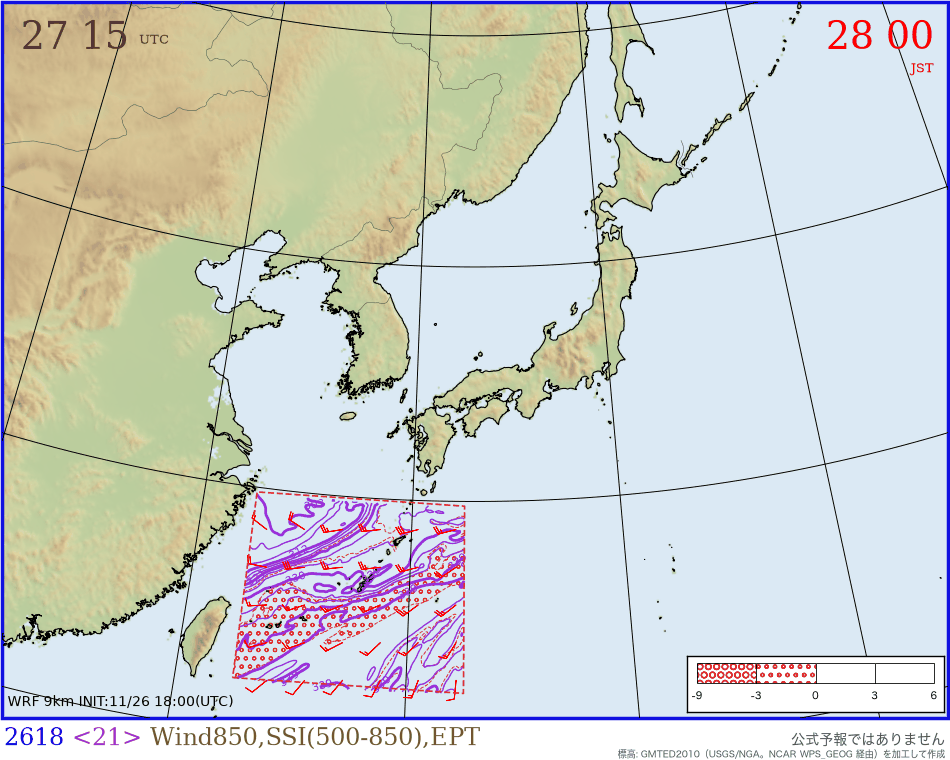 27 15 UTC
28 00
JST
330
WRF 9km INIT:11/26 18:00(UTC)
-9 -3 0 3 6
2618 <21> Wind850,SSI(500-850),EPT
公式予報ではありません
標高: GMTED2010（USGS/NGA。NCAR WPS_GEOG 経由）を加工して作成